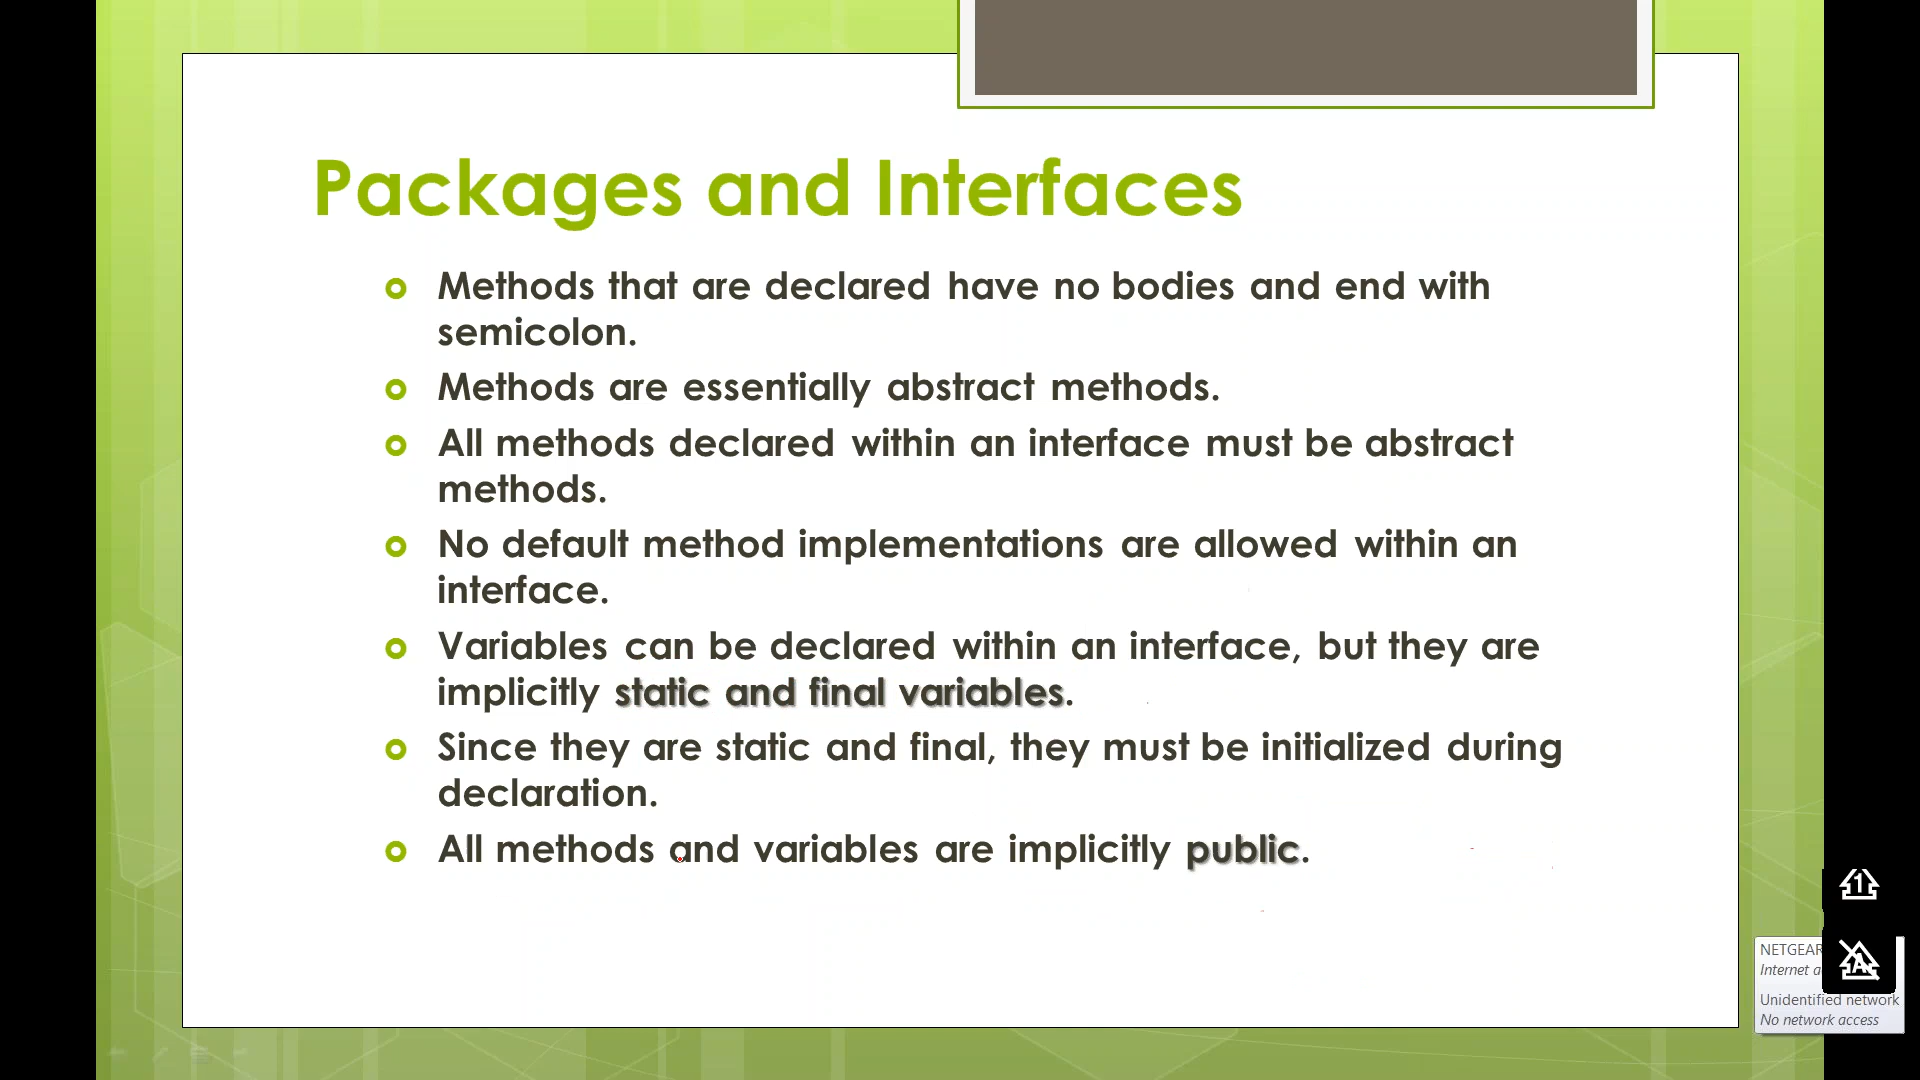 Packages and Interfaces
Methods that are declared have no bodies and end with
semicolon.
Methods are essentially abstract methods.
All methods declared within an interface must be abstract
methods.
No default method implementations are allowed within an
interface.
Variables can be declared within an interface, but they are
implicitly static and final variables.
Since they are static and final, they must be initialized during
declaration.
All methods and variables are implicitly public.
1
A
NETGEAR
Internet
Unidentified network
No network access